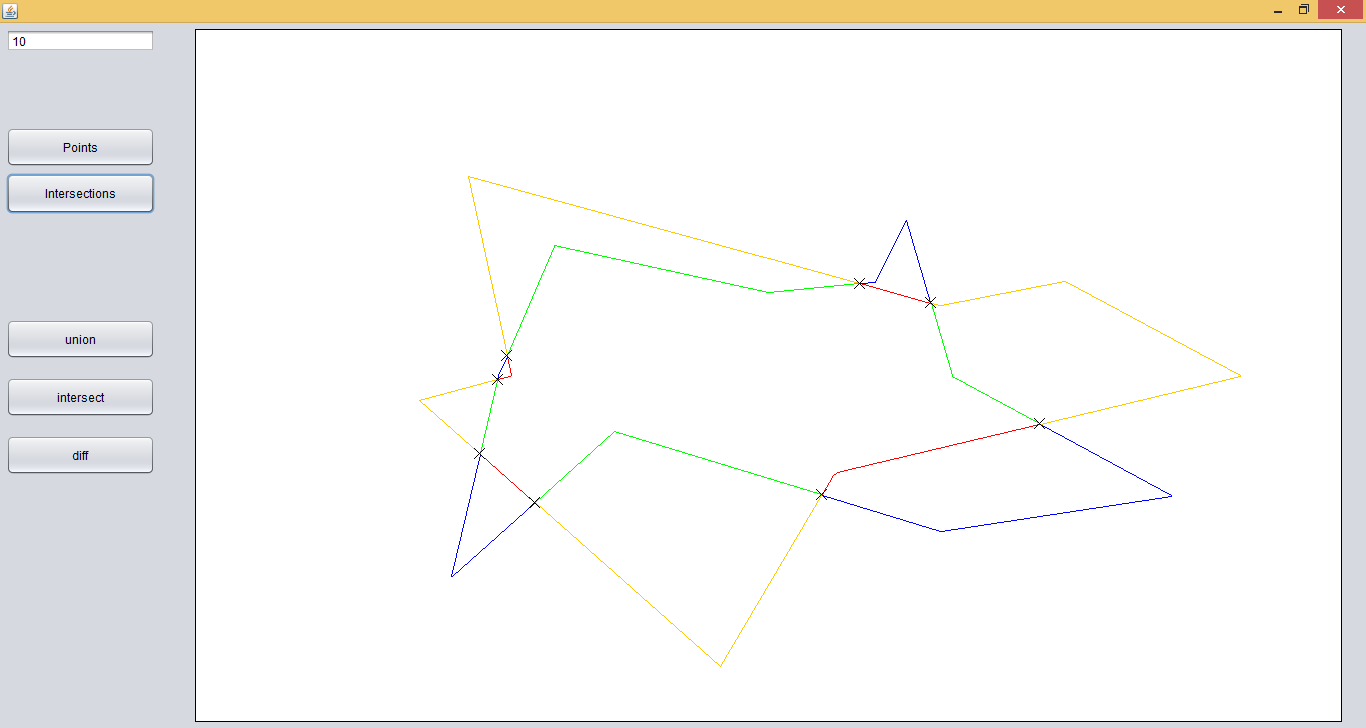 10
Points
Intersections
union
intersect
diff